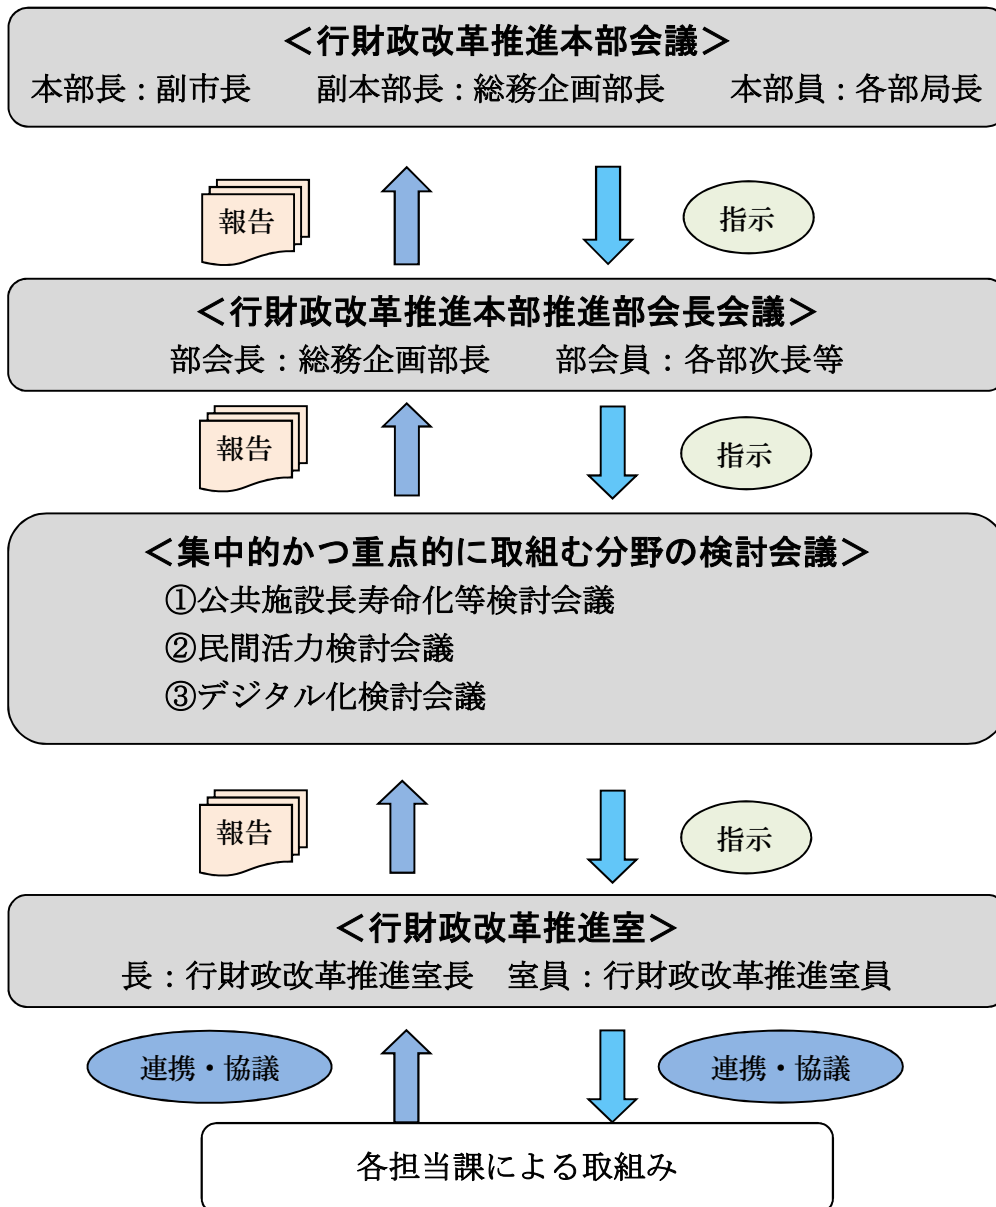 ＜行財政改革推進本部会議＞
本部長：副市長　　副本部長：総務企画部長　　本部員：各部局長
報告　指示
＜行財政改革推進本部推進部会長会議＞
部会長：総務企画部長　　部会員：各部次長等
報告　指示
＜集中的かつ重点的に取組む分野の検討会議＞
①公共施設長寿命化等検討会議
②民間活力検討会議
③デジタル化検討会議
報告　指示
＜行財政改革推進室＞
長：行財政改革推進室長　室員：行財政改革推進室員
連携・協議　連携・協議
各担当課による取組み